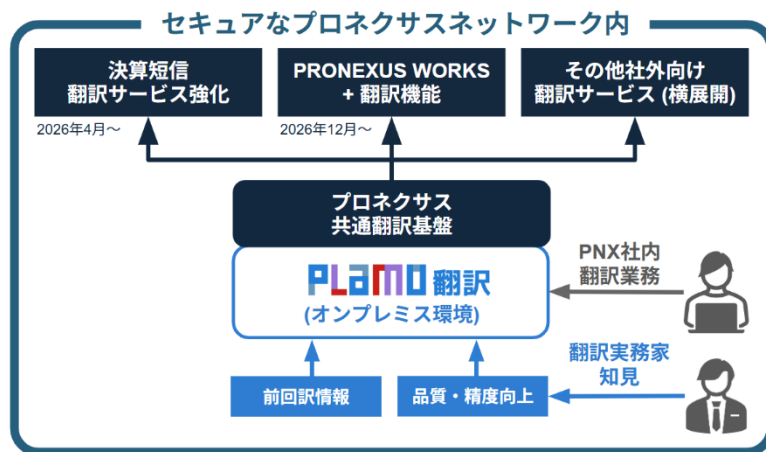 セキュアなプロネクサスネットワーク内
決算短信
翻訳サービス強化
PRONEXUS WORKS
+ 翻訳機能
その他社外向け
翻訳サービス (横展開)
2026年4月～
2026年12月～
プロネクサス
共通翻訳基盤
PLaMO翻訳
(オンプレミス環境)
PNX社内
翻訳業務
翻訳実務家
知見
前回訳情報
品質・精度向上